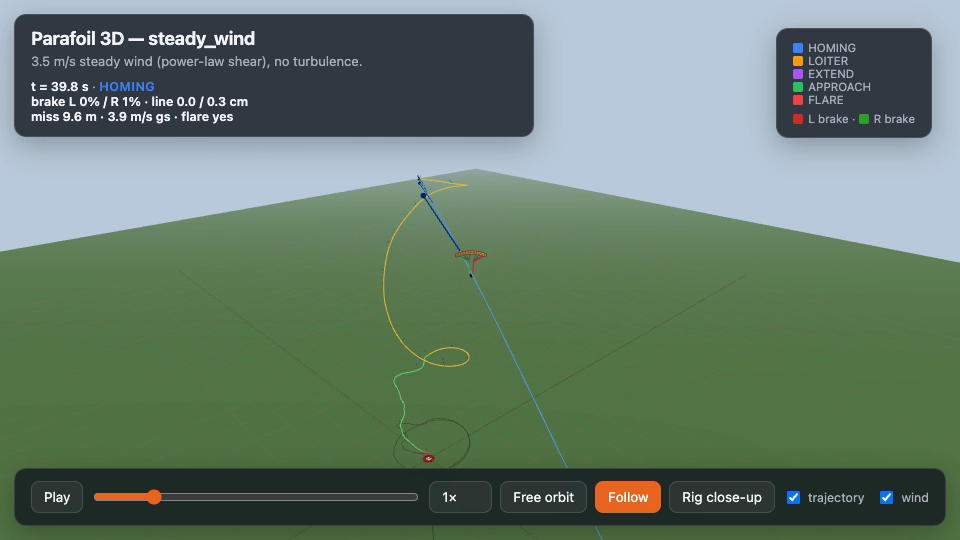 Parafoil 3D — steady_wind
3.5 m/s steady wind (power-law shear), no turbulence.
t = 39.8 s · HOMING
brake L 0% / R 1% · line 0.0 / 0.3 cm
miss 9.6 m · 3.9 m/s gs · flare yes
HOMING
LOITER
EXTEND
APPROACH
FLARE
L brake · R brake
Play 1× Free orbit Follow Rig close-up trajectory wind